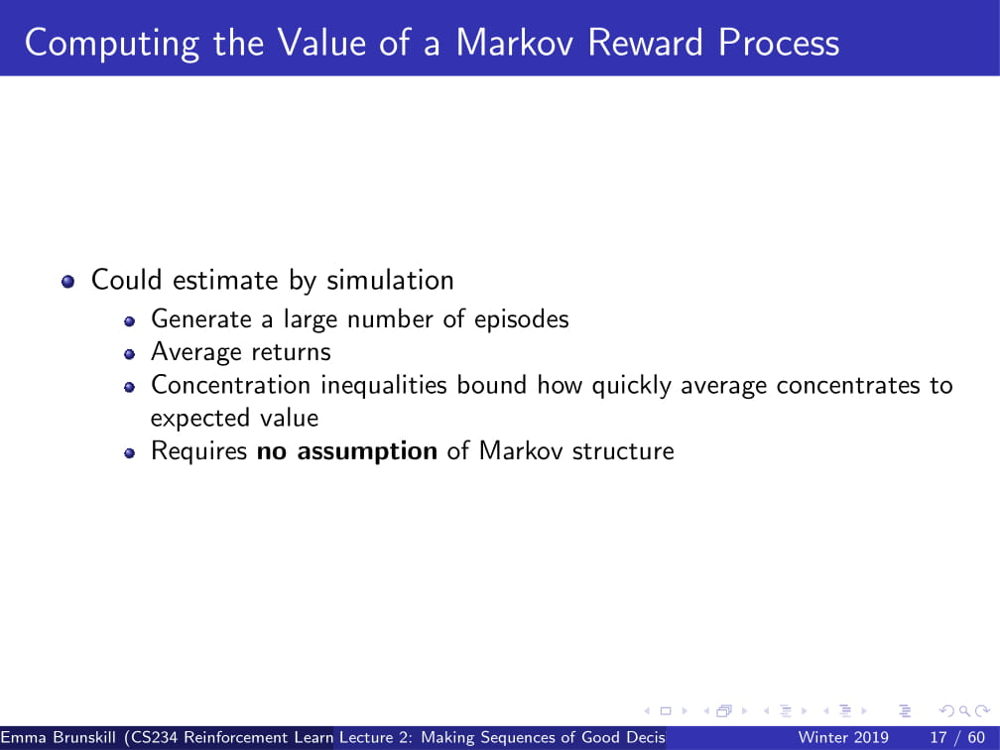 Computing the Value of a Markov Reward Process
Could estimate by simulation
Generate a large number of episodes
Average returns
Concentration inequalities bound how quickly average concentrates to
expected value
Requires no assumption of Markov structure
Emma Brunskill (CS234 Reinforcement Learn Lecture 2: Making Sequences of Good Decis Winter 2019 17 / 60